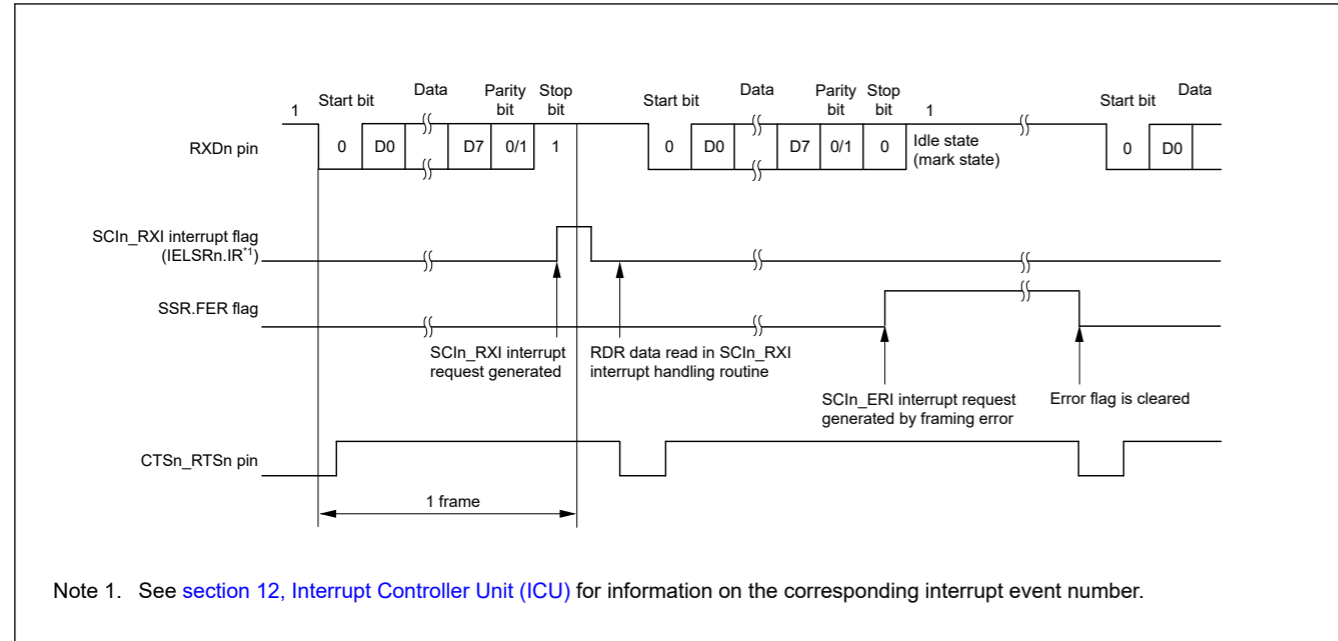 Start bit
Data
Parity bit
Stop bit
Start bit
Data
Parity bit
Stop bit
Start bit
Data
1
1
RXDn pin
0
D0
D7
0/1
1
0
D0
D7
0/1
0
Idle state
(mark state)
0
D0
SCIn_RXI interrupt flag
(IELSRn.IR*1)
SSR.FER flag
SCIn_RXI interrupt
request generated
RDR data read in SCIn_RXI
interrupt handling routine
SCIn_ERI interrupt request
generated by framing error
Error flag is cleared
CTSn_RTSn pin
1 frame
Note 1. See section 12, Interrupt Controller Unit (ICU) for information on the corresponding interrupt event number.